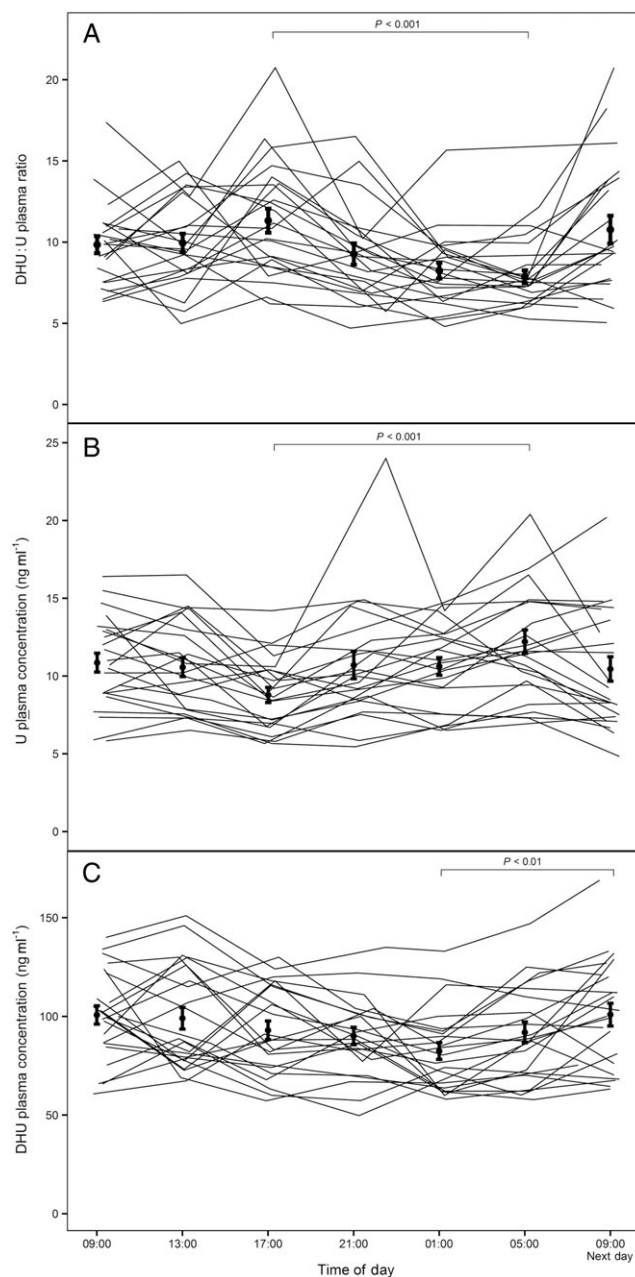 A
P < 0.001
20
15
10
5
0
DHU : U plasma ratio
B
P < 0.001
25
20
15
10
5
0
U plasma concentration (ng ml⁻¹)
C
P < 0.01
150
100
50
0
DHU plasma concentration (ng ml⁻¹)
09:00 13:00 17:00 21:00 01:00 05:00 09:00
Next day
Time of day